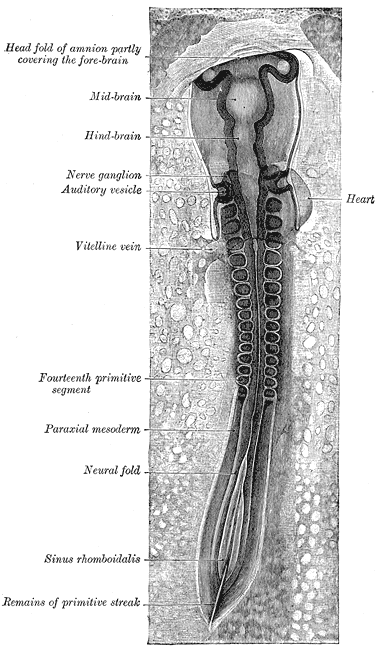 Head fold of amnion partly
covering the fore-brain
Mid-brain
Hind-brain
Nerve ganglion
Auditory vesicle
Heart
Vitelline vein
Fourteenth primitive
segment
Paraxial mesoderm
Neural fold
Sinus rhomboidalis
Remains of primitive streak